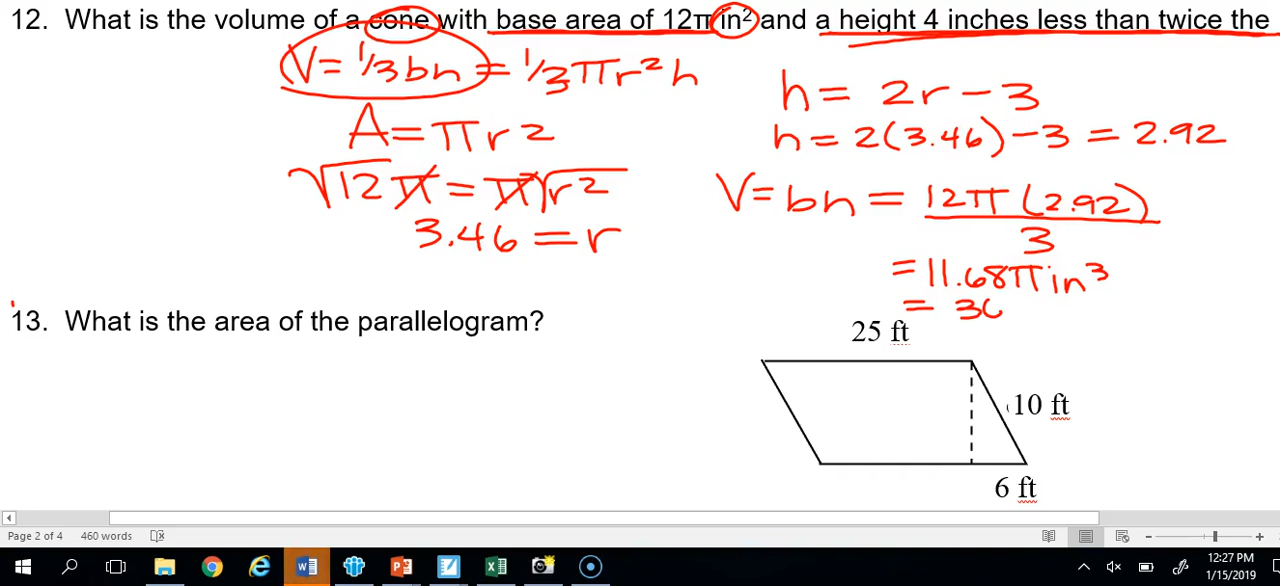 12. What is the volume of a cone with base area of 12π in² and a height 4 inches less than twice the
V = 1/3 bh = 1/3 πr²h
h = 2r - 3
A = πr²
h = 2(3.46) - 3 = 2.92
√12π = π√r²
V = bh = 12π(2.92)/3
3.46 = r
= 11.68π in³
= 36
13. What is the area of the parallelogram?
25 ft
10 ft
6 ft
Page 2 of 4 460 words
12:27 PM
1/15/2019